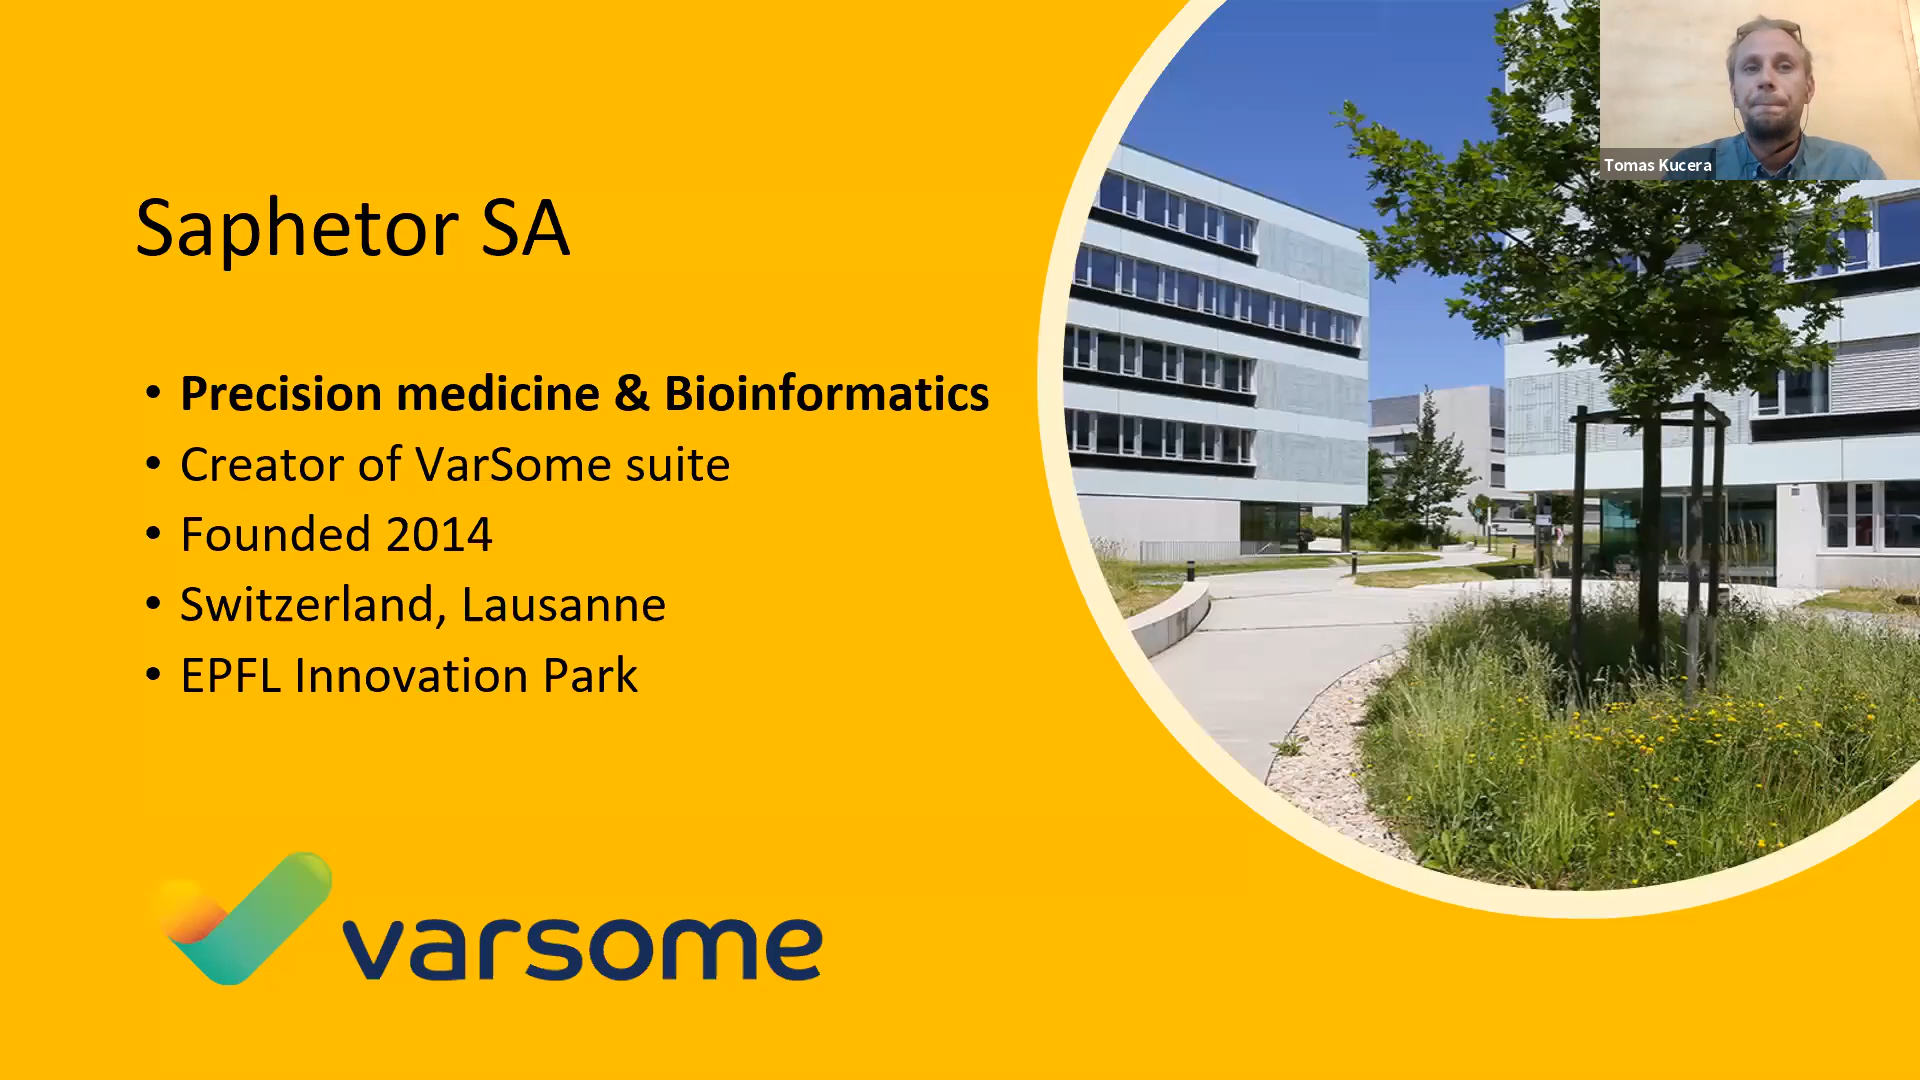 Saphetor SA
• Precision medicine & Bioinformatics
• Creator of VarSome suite
• Founded 2014
• Switzerland, Lausanne
• EPFL Innovation Park
varsome
Tomas Kucera